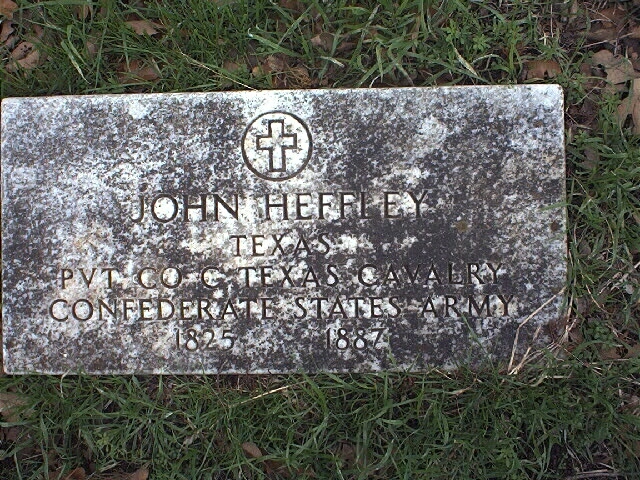 JOHN HEFFLEY
TEXAS
PVT CO C TEXAS CAVALRY
CONFEDERATE STATES ARMY
1825 1887